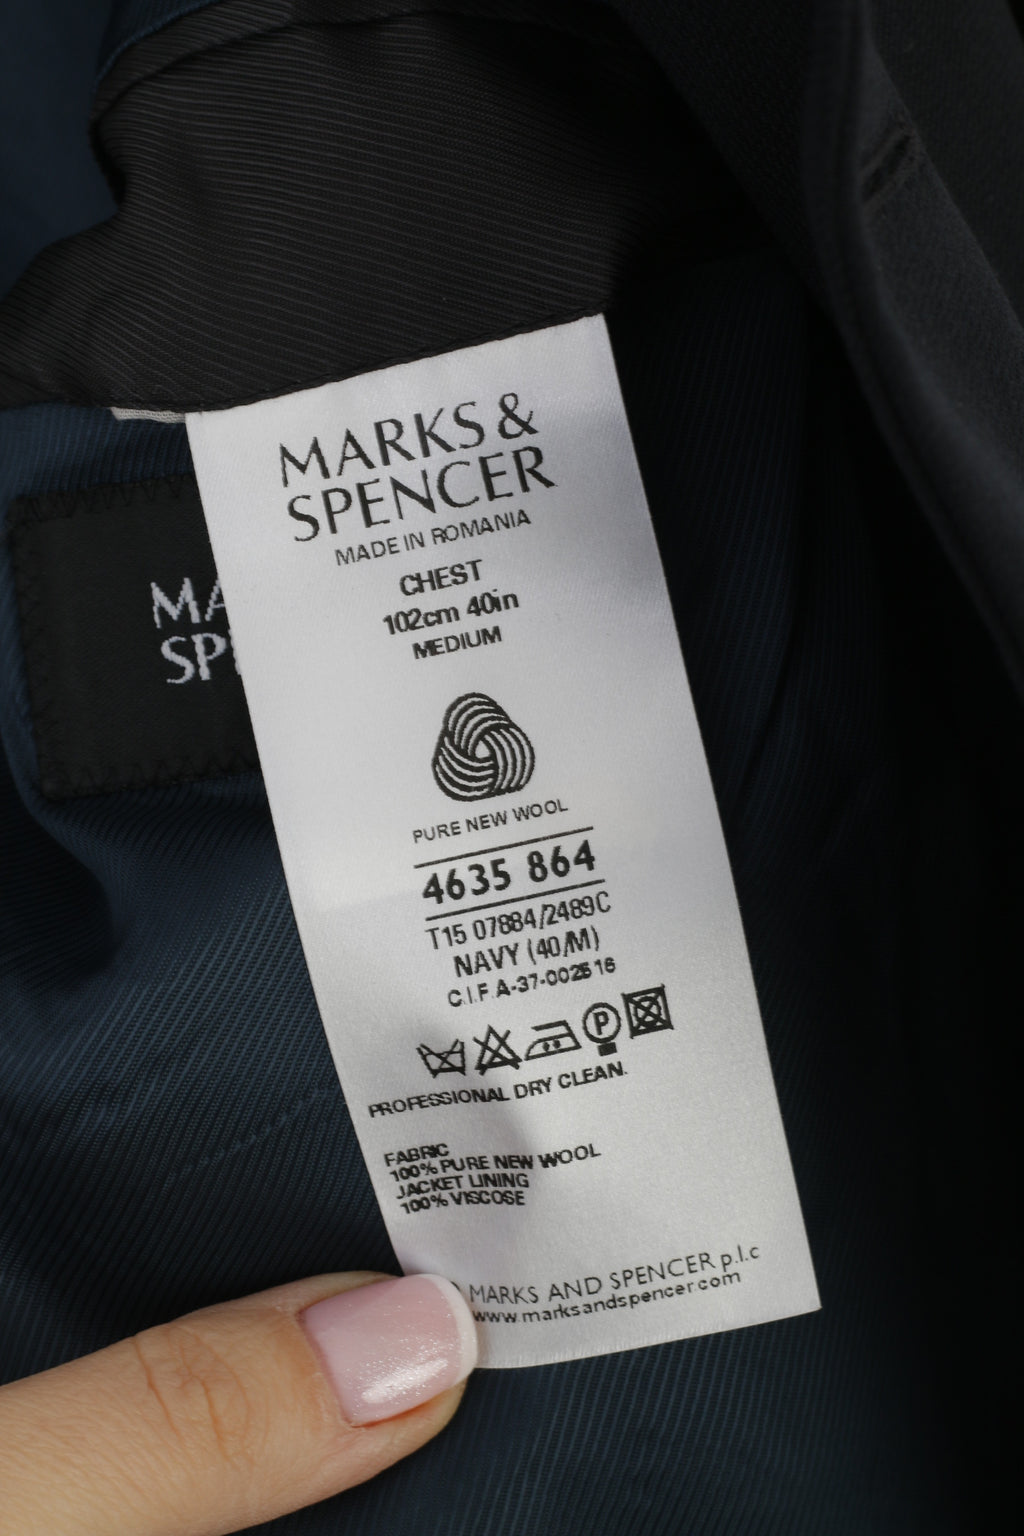 MARKS &
SPENCER
MADE IN ROMANIA
CHEST
102cm 40in
MEDIUM
PURE NEW WOOL
4635 864
T15 07884/2489C
NAVY (40/M)
C.I.F A-37-002516
P
PROFESSIONAL DRY CLEAN.
FABRIC
100% PURE NEW WOOL
JACKET LINING
100% VISCOSE
MARKS AND SPENCER p.l.c
www.marksandspencer.com
MA
SP